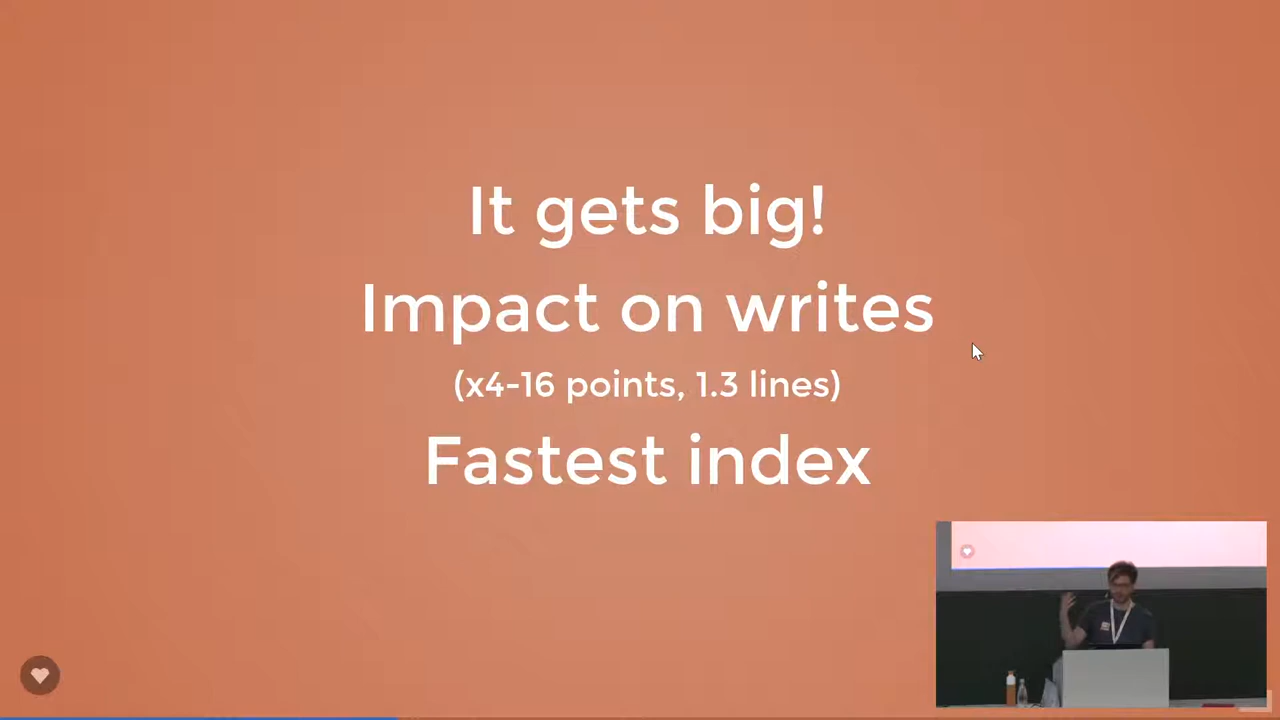 It gets big!
Impact on writes
(x4-16 points, 1.3 lines)
Fastest index